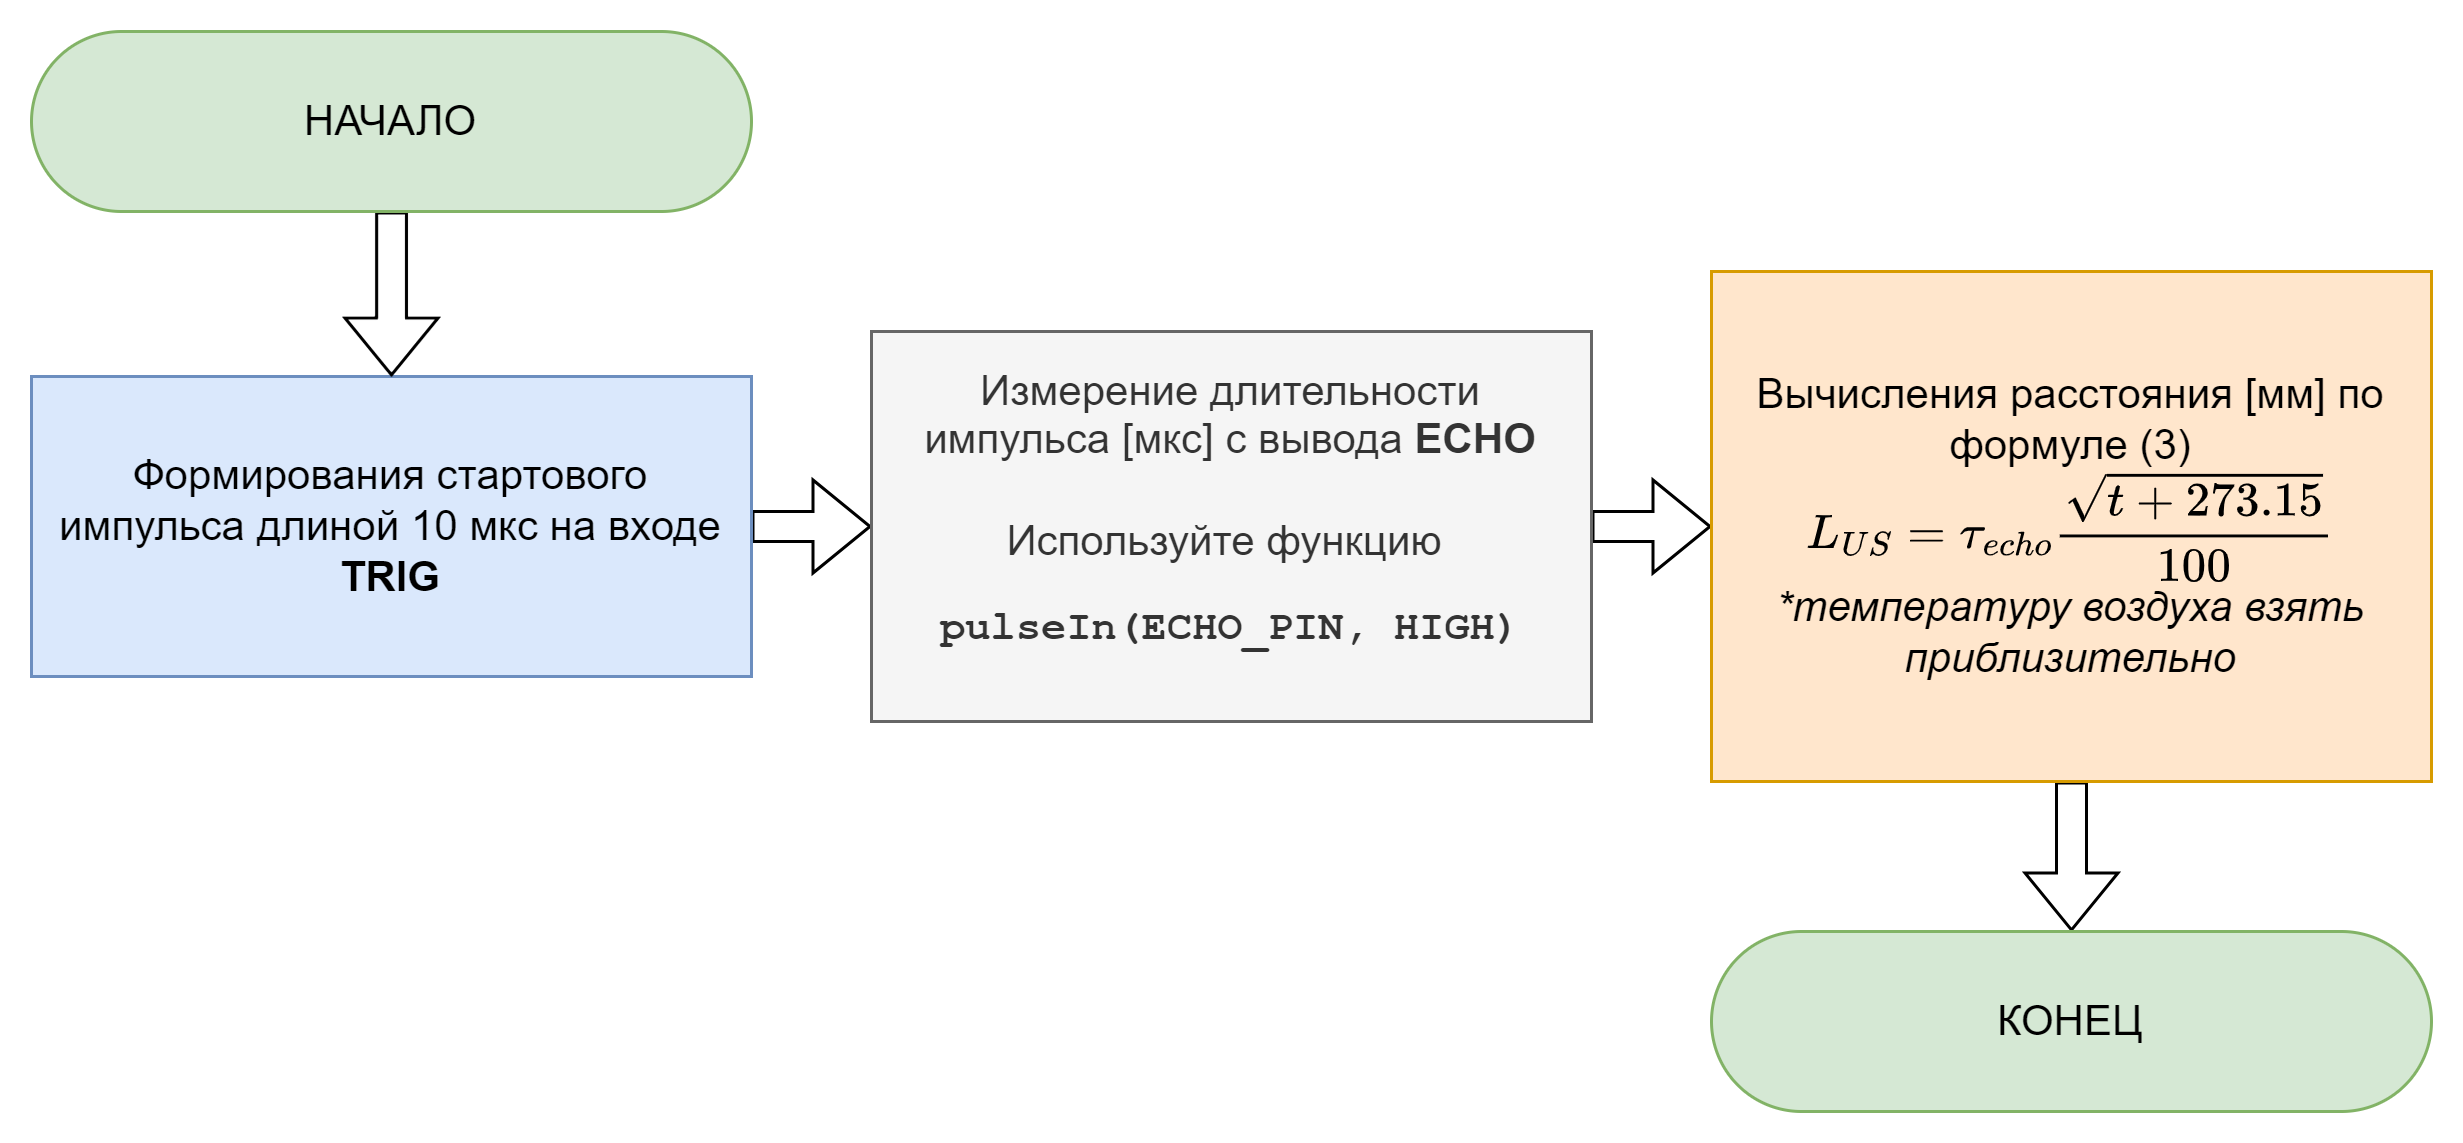 НАЧАЛО
Формирования стартового
импульса длиной 10 мкс на входе
TRIG
Измерение длительности
импульса [мкс] с вывода ECHO
Используйте функцию
pulseIn(ECHO_PIN, HIGH)
Вычисления расстояния [мм] по
формуле (3)
$L_{US} = \tau_{echo} \frac{\sqrt{t + 273.15}}{100}$
*температуру воздуха взять
приблизительно
КОНЕЦ